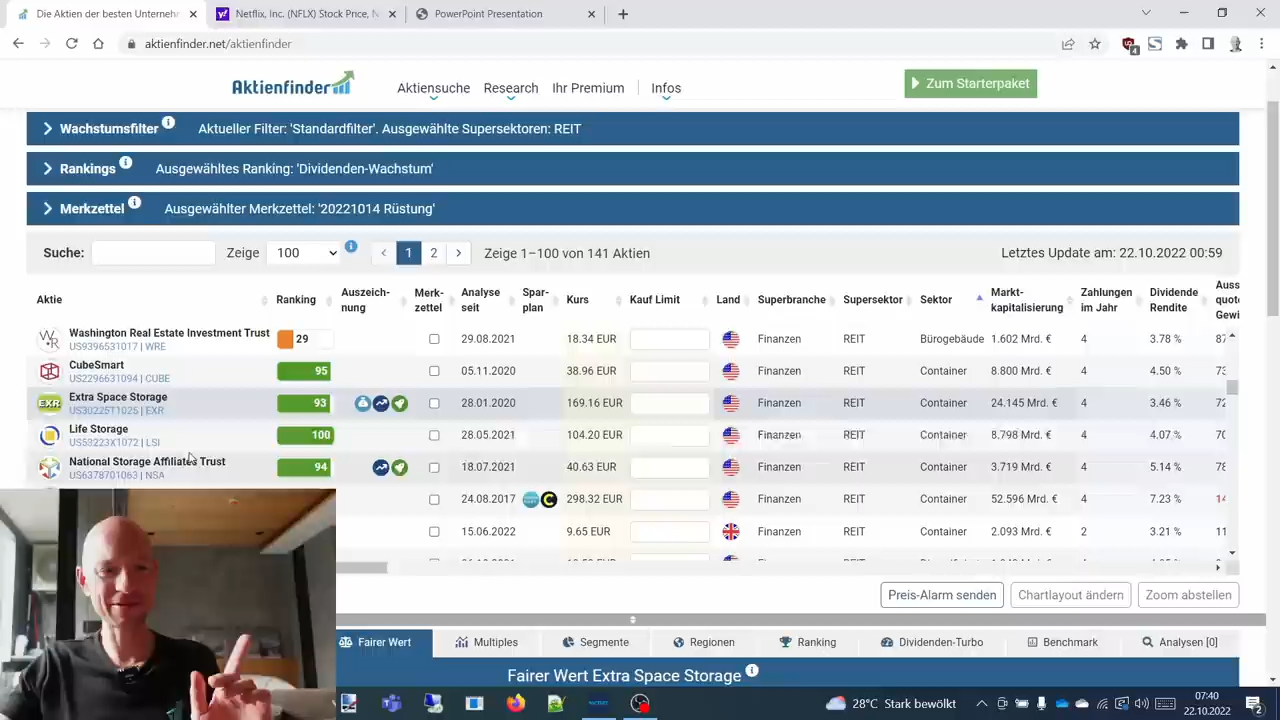 Die Aktien der besten Unternehm
Netflix, Inc. (NFLX) Stock Price, N
PowerPoint Presentation
aktienfinder.net/aktienfinder
Aktienfinder
Aktiensuche Research Ihr Premium Infos
Zum Starterpaket
Wachstumsfilter Aktueller Filter: 'Standardfilter'. Ausgewählte Supersektoren: REIT
Rankings Ausgewähltes Ranking: 'Dividenden-Wachstum'
Merkzettel Ausgewählter Merkzettel: '20221014 Rüstung'
Suche: Zeige 100 1 2 Zeige 1–100 von 141 Aktien Letztes Update am: 22.10.2022 00:59
Aktie Ranking Auszeich-nung Merk-zettel Analyse seit Spar-plan Kurs Kauf Limit Land Superbranche Supersektor Sektor Markt-kapitalisierung Zahlungen im Jahr Dividende Rendite
Washington Real Estate Investment Trust 29 29.08.2021 18.34 EUR Finanzen REIT Bürogebäude 1.602 Mrd. € 4 3.78 % 87
US9396531017 | WRE
CubeSmart 95 05.11.2020 38.96 EUR Finanzen REIT Container 8.800 Mrd. € 4 4.50 % 73
US2296631094 | CUBE
Extra Space Storage 93 28.01.2020 169.16 EUR Finanzen REIT Container 24.145 Mrd. € 4 3.46 % 72
US30225T1025 | EXR
Life Storage 100 28.05.2021 104.20 EUR Finanzen REIT Container 8.798 Mrd. € 4 4.07 % 70
US53223X1072 | LSI
National Storage Affiliates Trust 94 18.07.2021 40.63 EUR Finanzen REIT Container 3.719 Mrd. € 4 5.14 % 78
US6378701063 | NSA
24.08.2017 298.32 EUR Finanzen REIT Container 52.596 Mrd. € 4 7.23 % 14
15.06.2022 9.65 EUR Finanzen REIT Container 2.093 Mrd. € 2 3.21 % 11
Preis-Alarm senden Chartlayout ändern Zoom abstellen
Fairer Wert Multiples Segmente Regionen Ranking Dividenden-Turbo Benchmark Analysen [0]
Fairer Wert Extra Space Storage
28°C Stark bewölkt
07:40
22.10.2022